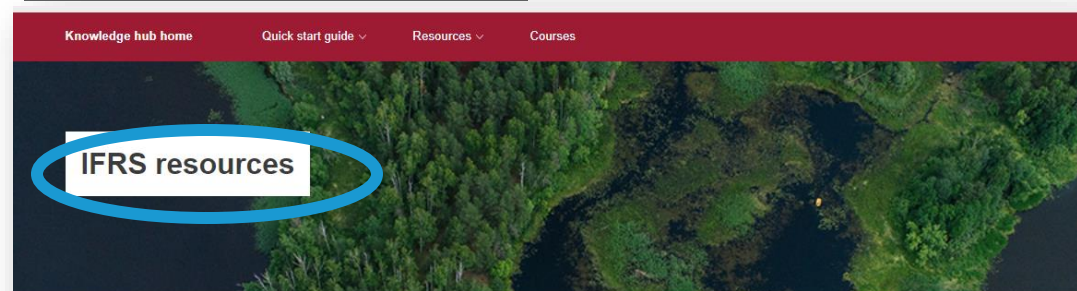 Knowledge hub home Quick start guide Resources Courses
IFRS resources